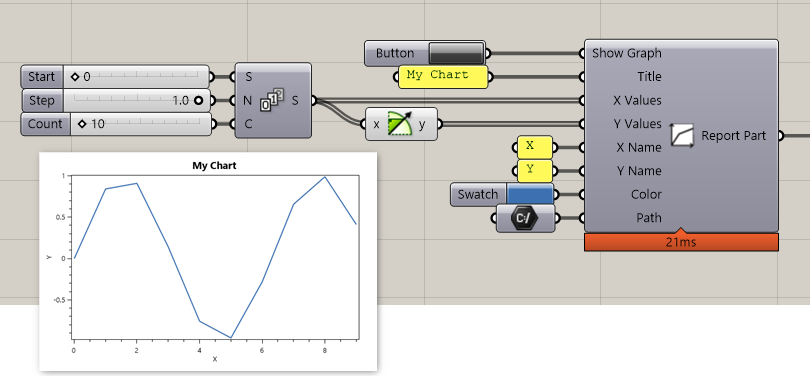 Button
Show Graph
Start
0
S
My Chart
Title
Step
1.0
N
S
X Values
Count
10
C
x
y
Y Values
X
X Name
Report Part
Y
Y Name
Swatch
Color
C:/
Path
21ms
My Chart
1
0.5
0
-0.5
Y
0
2
4
6
8
X